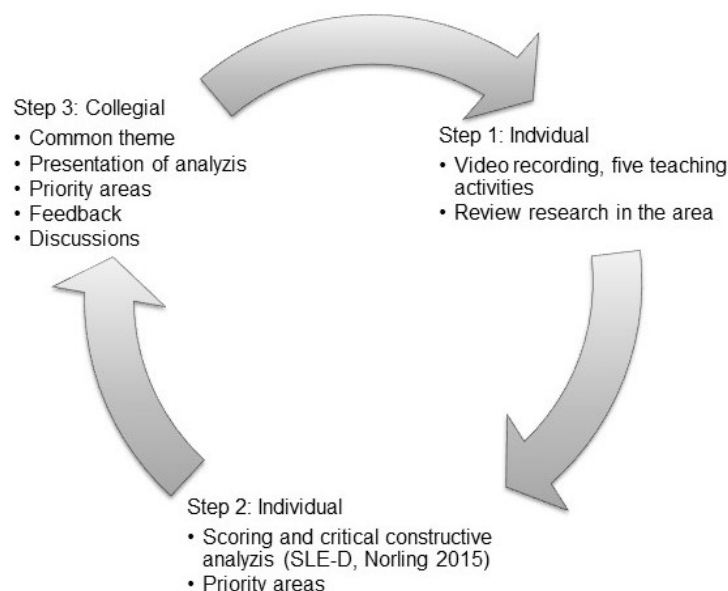 Step 3: Collegial
• Common theme
• Presentation of analyzis
• Priority areas
• Feedback
• Discussions
Step 1: Indvidual
• Video recording, five teaching
activities
• Review research in the area
Step 2: Individual
• Scoring and critical constructive
analyzis (SLE-D, Norling 2015)
• Priority areas